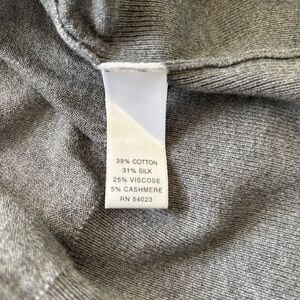 39% COTTON
31% SILK
25% VISCOSE
5% CASHMERE
RN 54023